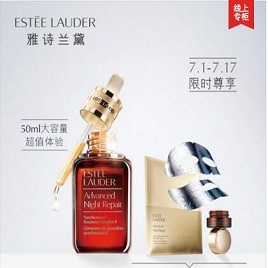 ESTĒE LAUDER
雅诗兰黛
线上
专柜
7.1-7.17
限时尊享
50ml大容量
超值体验
ESTĒE
LAUDER
Advanced
Night Repair